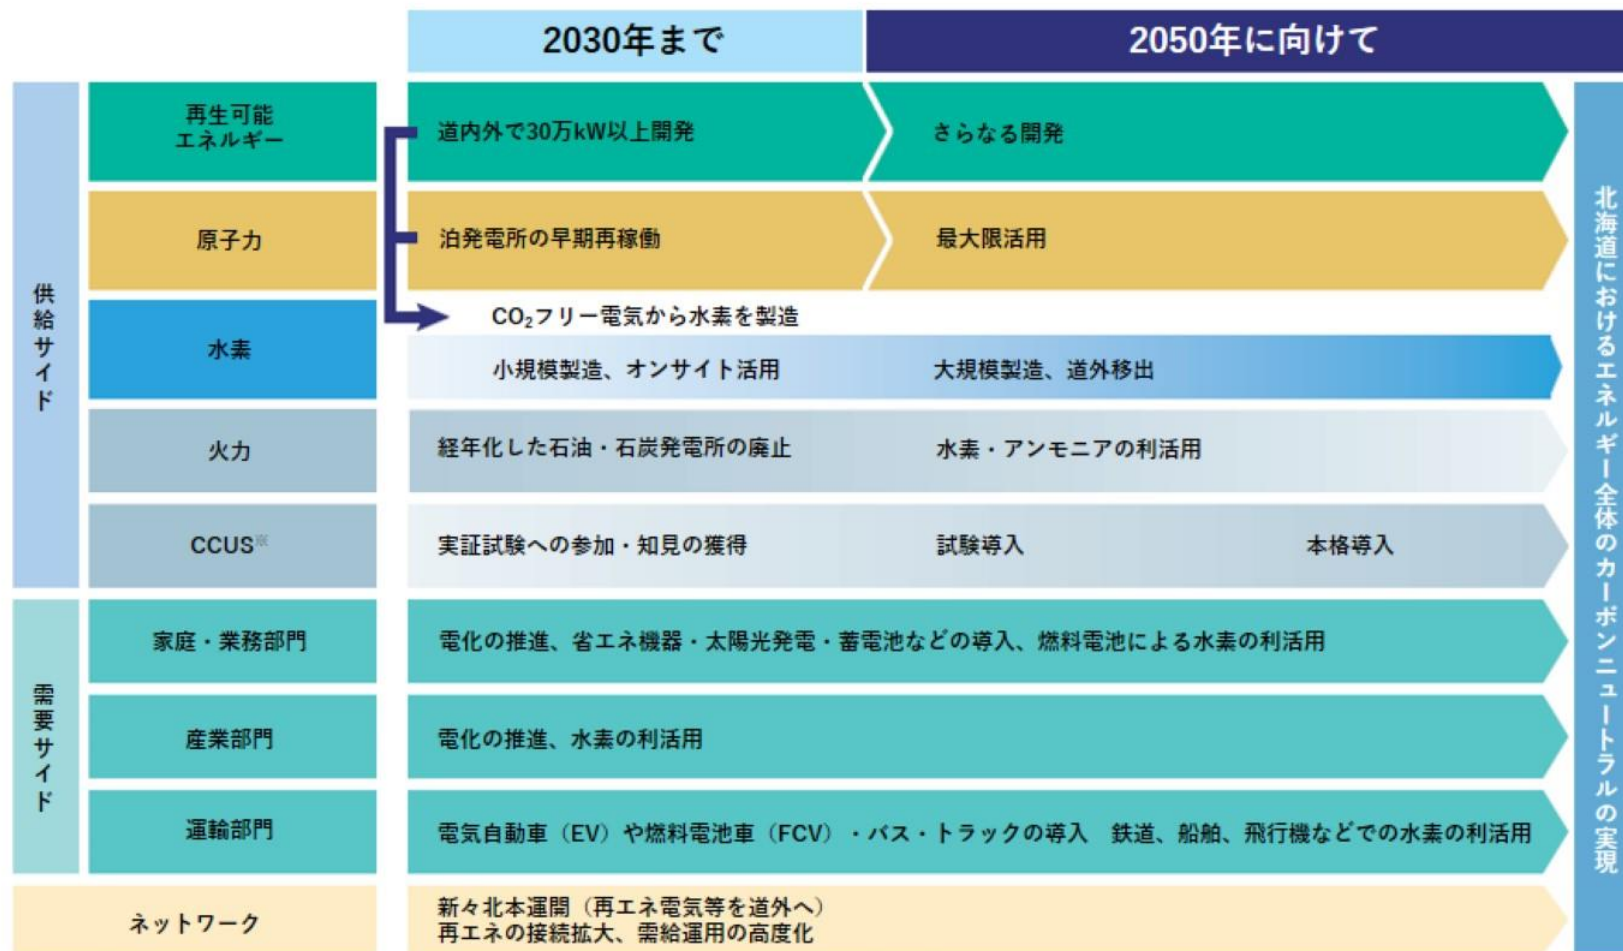 2030年まで
2050年に向けて
供給サイド
再生可能
エネルギー
道内外で30万kW以上開発
さらなる開発
原子力
泊発電所の早期再稼働
最大限活用
水素
CO₂フリー電気から水素を製造
小規模製造、オンサイト活用
大規模製造、道外移出
火力
経年化した石油・石炭発電所の廃止
水素・アンモニアの利活用
CCUS※
実証試験への参加・知見の獲得
試験導入
本格導入
需要サイド
家庭・業務部門
電化の推進、省エネ機器・太陽光発電・蓄電池などの導入、燃料電池による水素の利活用
産業部門
電化の推進、水素の利活用
運輸部門
電気自動車（EV）や燃料電池車（FCV）・バス・トラックの導入　鉄道、船舶、飛行機などでの水素の利活用
ネットワーク
新々北本運開（再エネ電気等を道外へ）
再エネの接続拡大、需給運用の高度化
北海道におけるエネルギー全体のカーボンニュートラルの実現